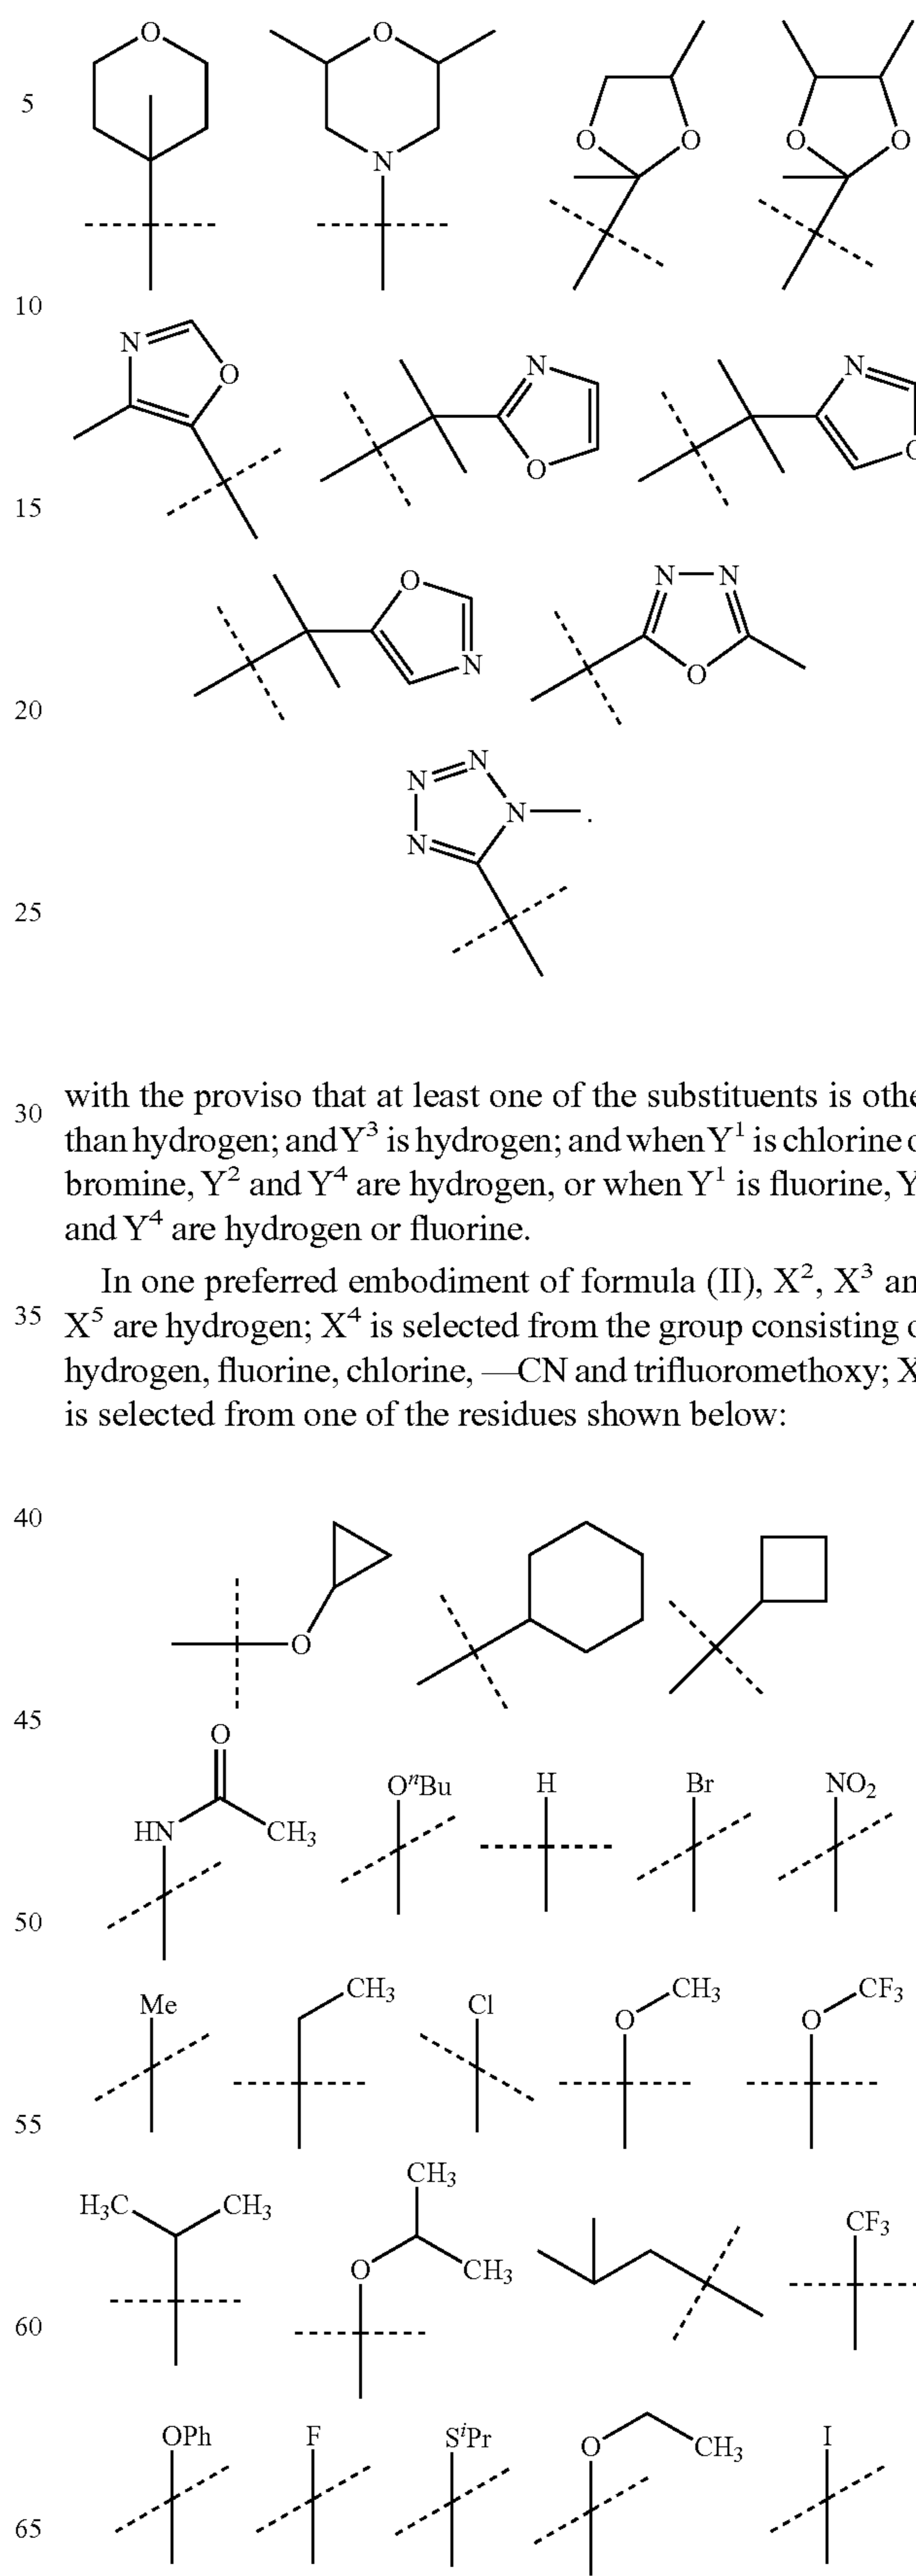 O O
5
O O O O
N
10
N O N N
O O
15
O N N
N O
20
N N
N N
.
25
30
with the proviso that at least one of the substituents is othe
than hydrogen; and Y³ is hydrogen; and when Y¹ is chlorine o
bromine, Y² and Y⁴ are hydrogen, or when Y¹ is fluorine, Y
and Y⁴ are hydrogen or fluorine.
In one preferred embodiment of formula (II), X², X³ an
35
X⁵ are hydrogen; X⁴ is selected from the group consisting o
hydrogen, fluorine, chlorine, —CN and trifluoromethoxy; X
is selected from one of the residues shown below:
40
O
45
O
OⁿBu H Br NO₂
HN CH₃
50
CH₃ CH₃ CF₃
Me Cl O O
55
CH₃
H₃C CH₃ CF₃
O CH₃
60
OPh F SⁱPr O CH₃ I
65